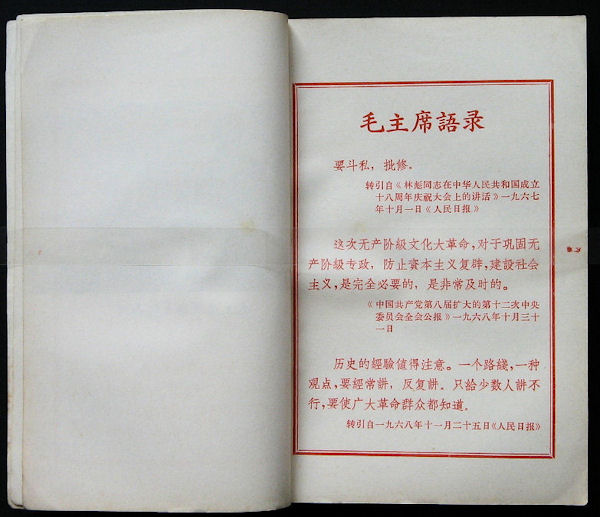 毛主席語录
要斗私，批修。
转引自《林彪同志在中华人民共和国成立
十八周年庆祝大会上的讲话》一九六七
年十月一日《人民日报》
这次无产阶級文化大革命，对于巩固无
产阶級专政，防止資本主义复辟，建設社会
主义，是完全必要的，是非常及时的。
《中国共产党第八届扩大的第十二次中央
委员会全会公报》一九六八年十月三十
一日
历史的經驗値得注意。一个路綫，一种
观点，要經常讲，反复讲。只給少数人讲不
行，要使广大革命群众都知道。
轉引自一九六八年十一月二十五日《人民日报》